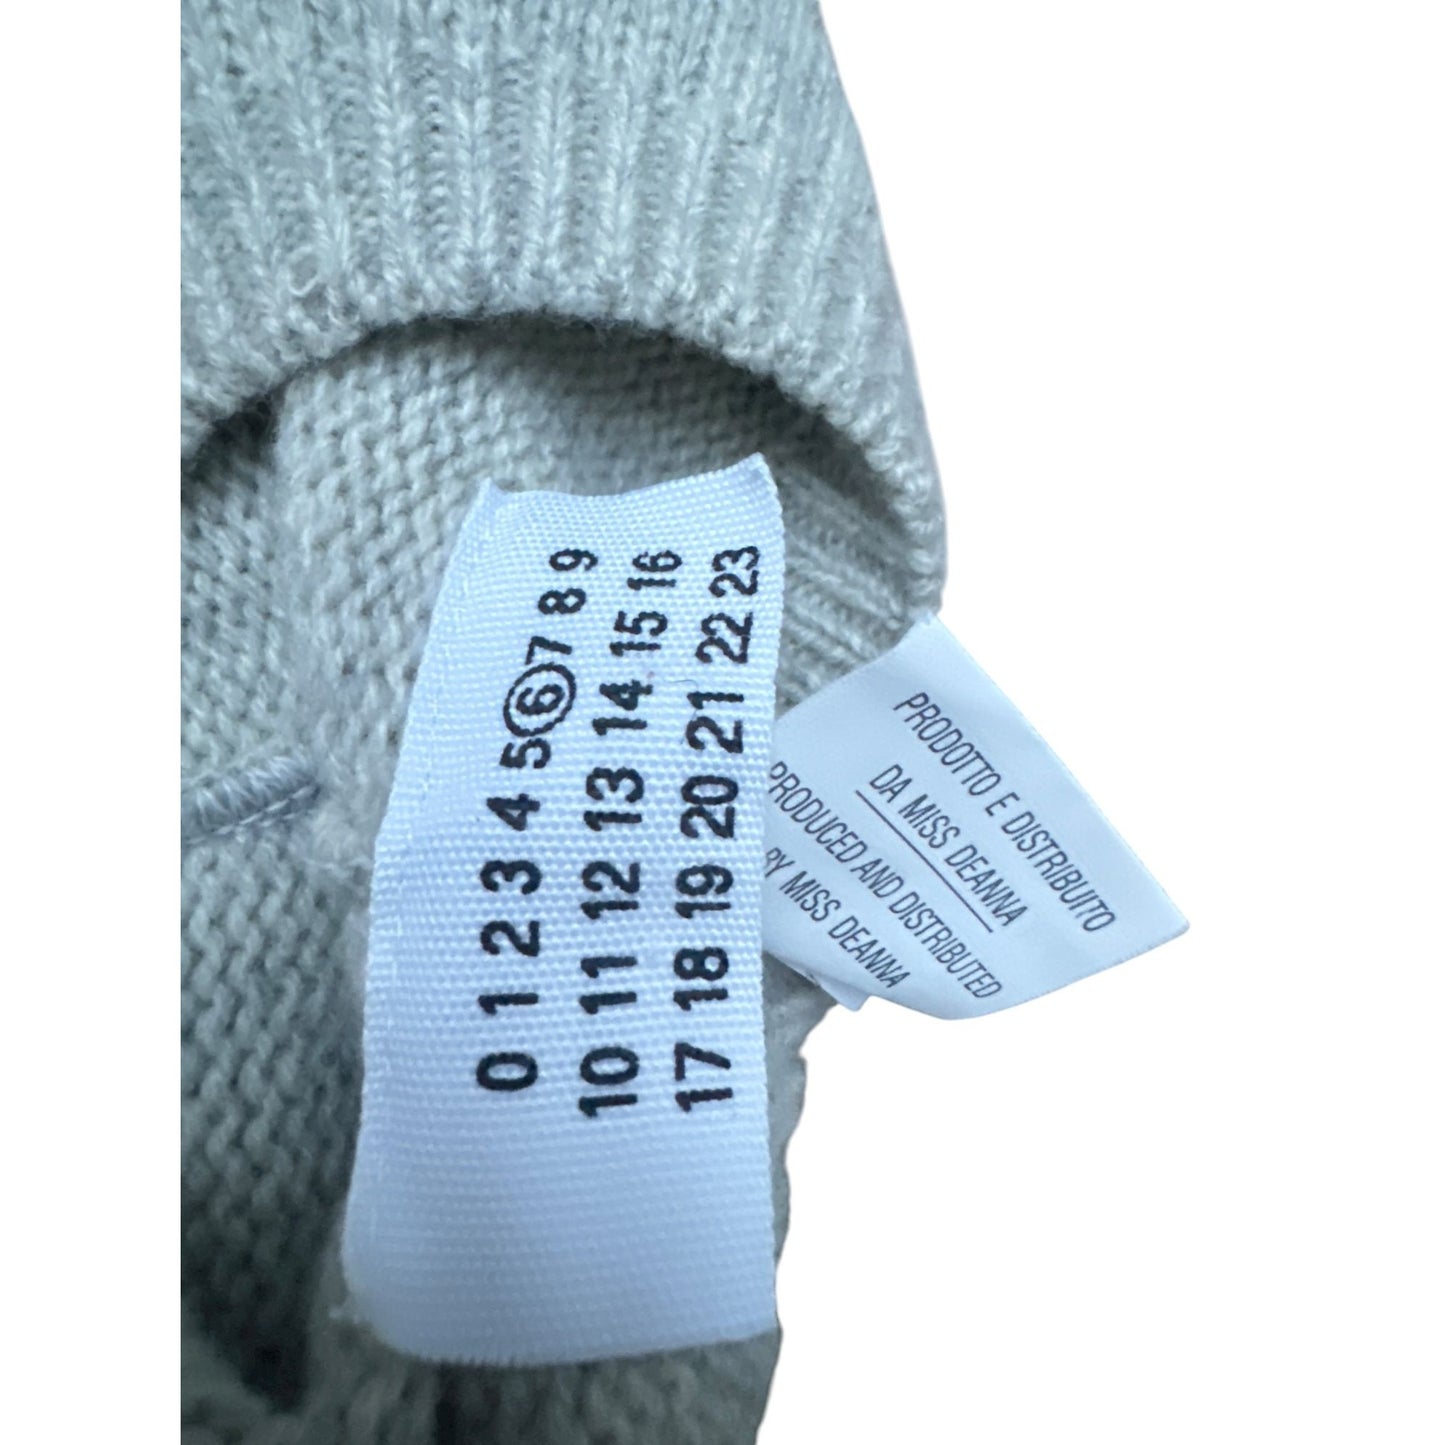 0 1 2 3 4 5 6 7 8 9
10 11 12 13 14 15 16
17 18 19 20 21 22 23
PRODOTTO E DISTRIBUITO
DA MISS DEANNA
PRODUCED AND DISTRIBUTED
BY MISS DEANNA